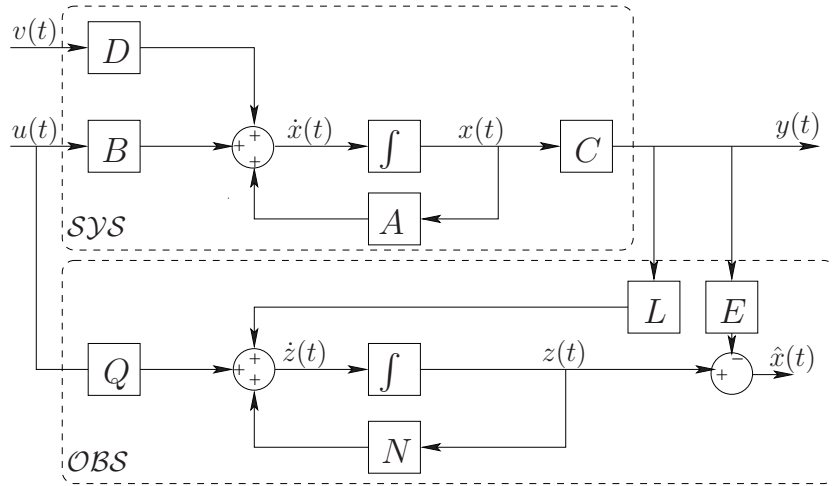 v(t)
D
u(t)
B
+
+
−
ẋ(t)
∫
x(t)
C
y(t)
A
SYS
L
E
Q
+
+
+
ż(t)
∫
z(t)
−
+
x̂(t)
N
OBS